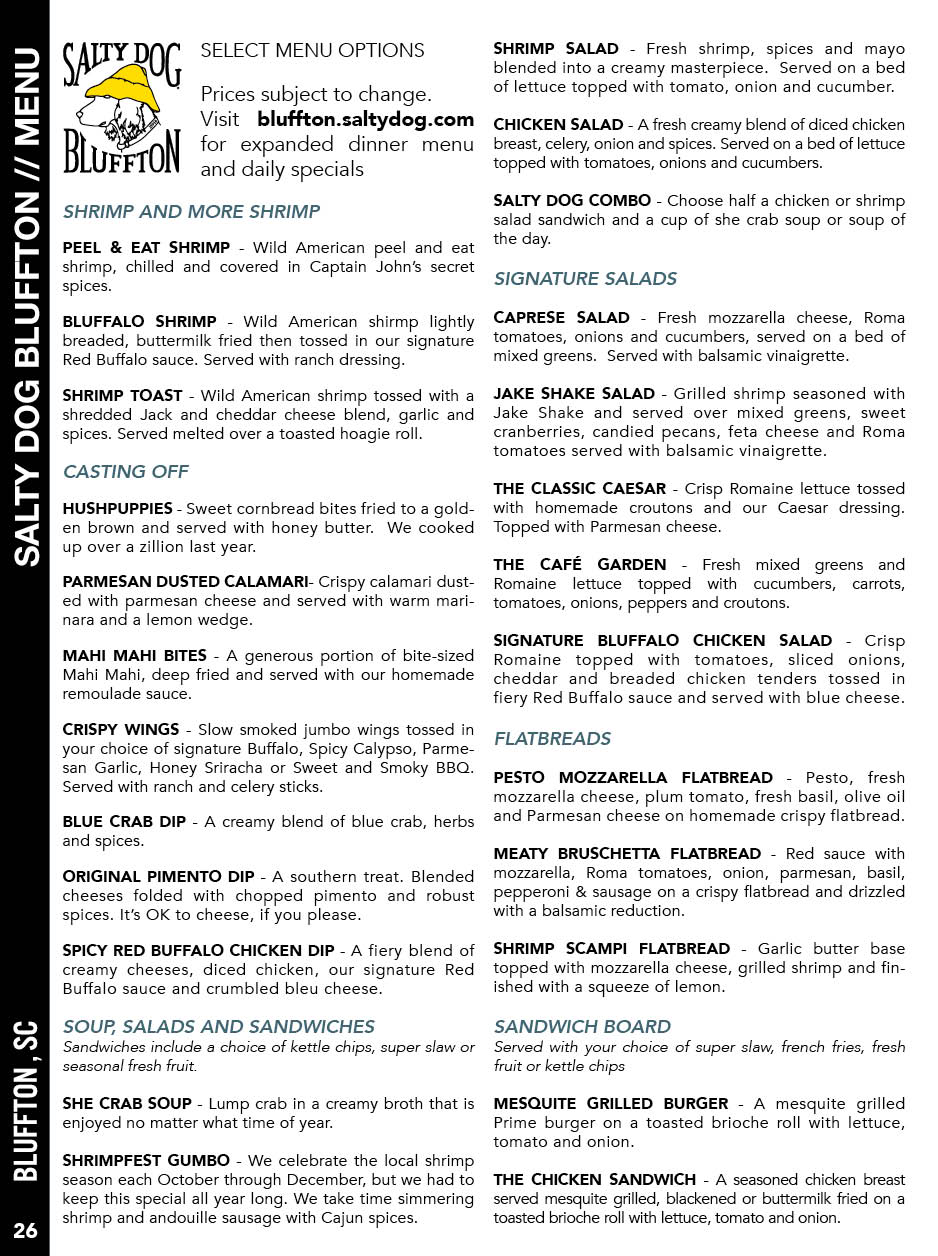 SALTY DOG BLUFFTON // MENU
BLUFFTON , SC
26
SALTY DOG
BLUFFTON
SELECT MENU OPTIONS
Prices subject to change.
Visit bluffton.saltydog.com
for expanded dinner menu
and daily specials
SHRIMP AND MORE SHRIMP
PEEL & EAT SHRIMP - Wild American peel and eat
shrimp, chilled and covered in Captain John’s secret
spices.
BLUFFALO SHRIMP - Wild American shirmp lightly
breaded, buttermilk fried then tossed in our signature
Red Buffalo sauce. Served with ranch dressing.
SHRIMP TOAST - Wild American shrimp tossed with a
shredded Jack and cheddar cheese blend, garlic and
spices. Served melted over a toasted hoagie roll.
CASTING OFF
HUSHPUPPIES - Sweet cornbread bites fried to a gold-
en brown and served with honey butter. We cooked
up over a zillion last year.
PARMESAN DUSTED CALAMARI- Crispy calamari dust-
ed with parmesan cheese and served with warm mari-
nara and a lemon wedge.
MAHI MAHI BITES - A generous portion of bite-sized
Mahi Mahi, deep fried and served with our homemade
remoulade sauce.
CRISPY WINGS - Slow smoked jumbo wings tossed in
your choice of signature Buffalo, Spicy Calypso, Parme-
san Garlic, Honey Sriracha or Sweet and Smoky BBQ.
Served with ranch and celery sticks.
BLUE CRAB DIP - A creamy blend of blue crab, herbs
and spices.
ORIGINAL PIMENTO DIP - A southern treat. Blended
cheeses folded with chopped pimento and robust
spices. It’s OK to cheese, if you please.
SPICY RED BUFFALO CHICKEN DIP - A fiery blend of
creamy cheeses, diced chicken, our signature Red
Buffalo sauce and crumbled bleu cheese.
SOUP, SALADS AND SANDWICHES
Sandwiches include a choice of kettle chips, super slaw or
seasonal fresh fruit.
SHE CRAB SOUP - Lump crab in a creamy broth that is
enjoyed no matter what time of year.
SHRIMPFEST GUMBO - We celebrate the local shrimp
season each October through December, but we had to
keep this special all year long. We take time simmering
shrimp and andouille sausage with Cajun spices.
SHRIMP SALAD - Fresh shrimp, spices and mayo
blended into a creamy masterpiece. Served on a bed
of lettuce topped with tomato, onion and cucumber.
CHICKEN SALAD - A fresh creamy blend of diced chicken
breast, celery, onion and spices. Served on a bed of lettuce
topped with tomatoes, onions and cucumbers.
SALTY DOG COMBO - Choose half a chicken or shrimp
salad sandwich and a cup of she crab soup or soup of
the day.
SIGNATURE SALADS
CAPRESE SALAD - Fresh mozzarella cheese, Roma
tomatoes, onions and cucumbers, served on a bed of
mixed greens. Served with balsamic vinaigrette.
JAKE SHAKE SALAD - Grilled shrimp seasoned with
Jake Shake and served over mixed greens, sweet
cranberries, candied pecans, feta cheese and Roma
tomatoes served with balsamic vinaigrette.
THE CLASSIC CAESAR - Crisp Romaine lettuce tossed
with homemade croutons and our Caesar dressing.
Topped with Parmesan cheese.
THE CAFÉ GARDEN - Fresh mixed greens and
Romaine lettuce topped with cucumbers, carrots,
tomatoes, onions, peppers and croutons.
SIGNATURE BLUFFALO CHICKEN SALAD - Crisp
Romaine topped with tomatoes, sliced onions,
cheddar and breaded chicken tenders tossed in
fiery Red Buffalo sauce and served with blue cheese.
FLATBREADS
PESTO MOZZARELLA FLATBREAD - Pesto, fresh
mozzarella cheese, plum tomato, fresh basil, olive oil
and Parmesan cheese on homemade crispy flatbread.
MEATY BRUSCHETTA FLATBREAD - Red sauce with
mozzarella, Roma tomatoes, onion, parmesan, basil,
pepperoni & sausage on a crispy flatbread and drizzled
with a balsamic reduction.
SHRIMP SCAMPI FLATBREAD - Garlic butter base
topped with mozzarella cheese, grilled shrimp and fin-
ished with a squeeze of lemon.
SANDWICH BOARD
Served with your choice of super slaw, french fries, fresh
fruit or kettle chips
MESQUITE GRILLED BURGER - A mesquite grilled
Prime burger on a toasted brioche roll with lettuce,
tomato and onion.
THE CHICKEN SANDWICH - A seasoned chicken breast
served mesquite grilled, blackened or buttermilk fried on a
toasted brioche roll with lettuce, tomato and onion.